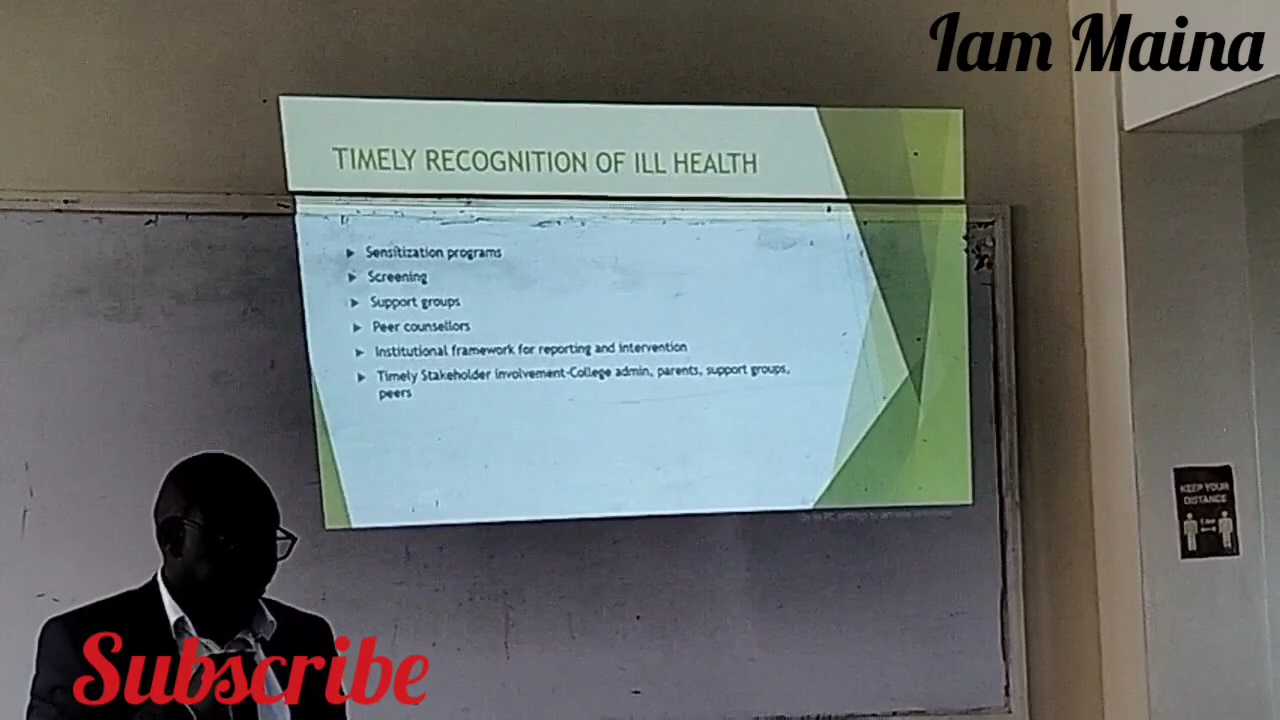 Iam Maina
TIMELY RECOGNITION OF ILL HEALTH
Sensitization programs
Screening
Support groups
Peer counsellors
Institutional framework for reporting and intervention
Timely Stakeholder involvement-College admin, parents, support groups,
peers
KEEP YOUR
DISTANCE
Subscribe